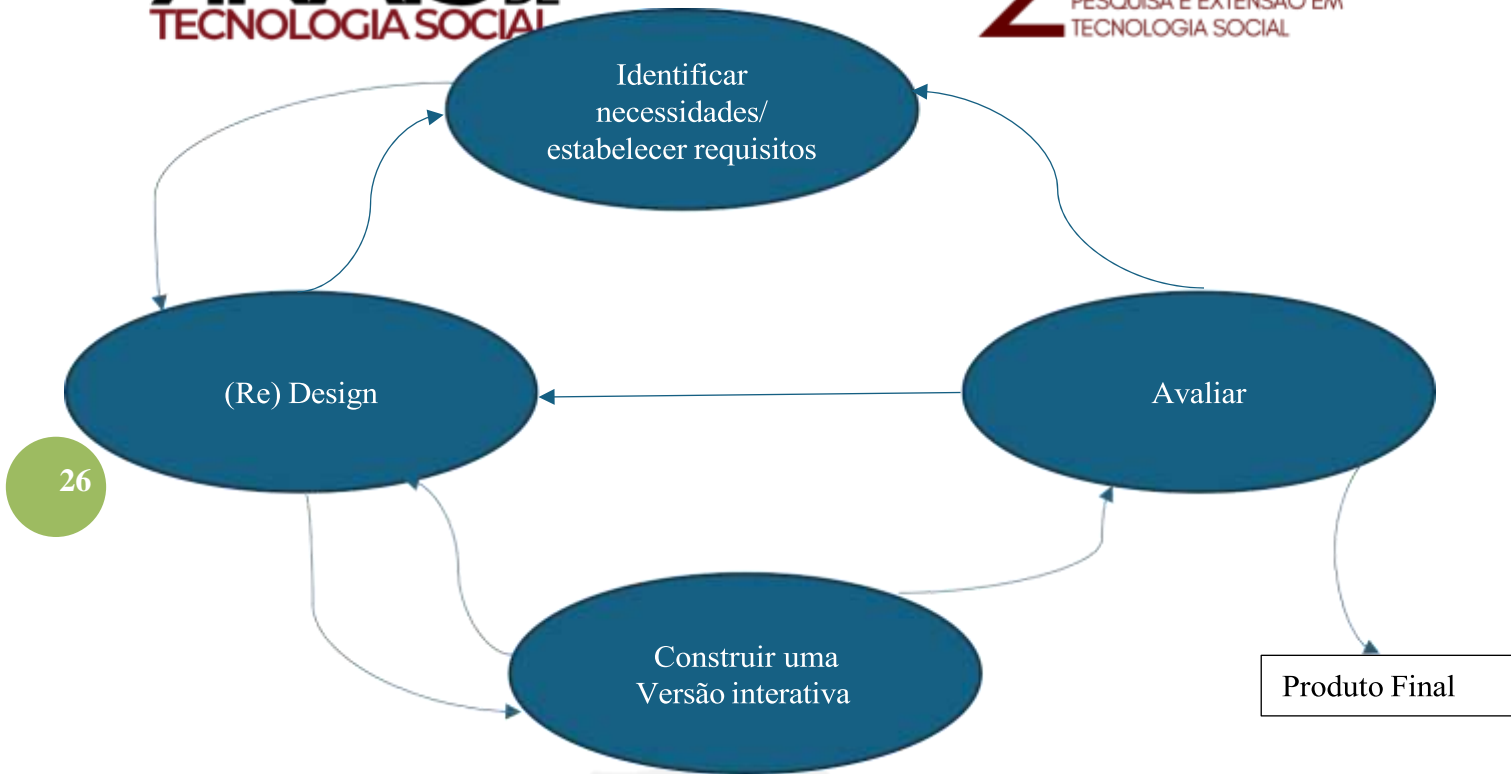 TECNOLOGIA SOCIAL
PESQUISA E EXTENSÃO EM
TECNOLOGIA SOCIAL
Identificar
necessidades/
estabelecer requisitos
(Re) Design
Avaliar
26
Construir uma
Versão interativa
Produto Final